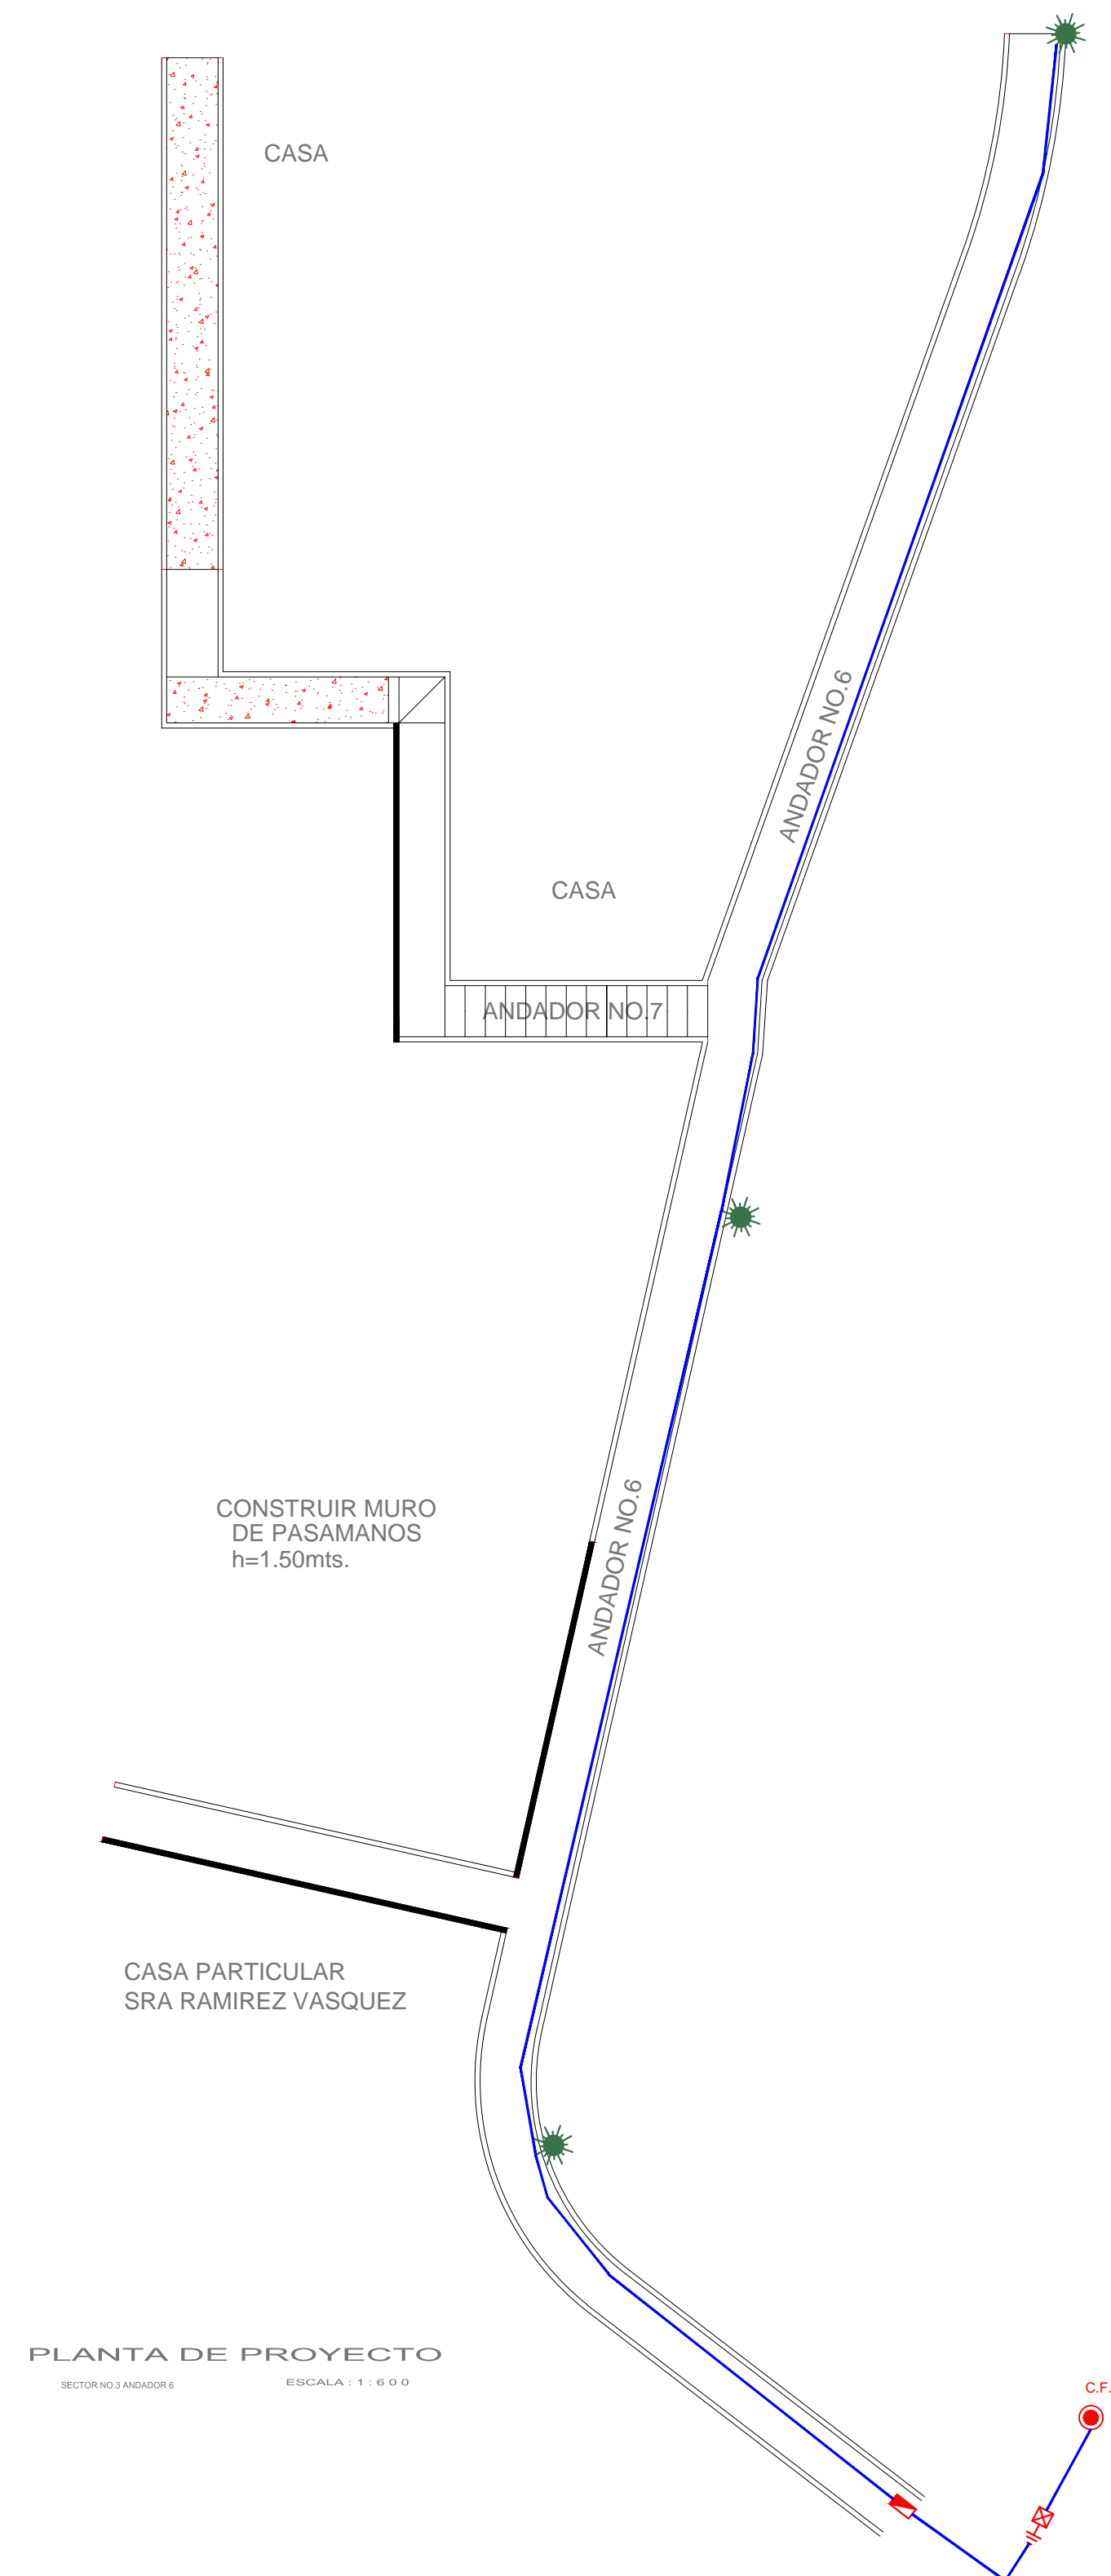 CASA
ANDADOR NO.6
CASA
ANDADOR NO.7
CONSTRUIR MURO
DE PASAMANOS
h=1.50mts.
ANDADOR NO.6
CASA PARTICULAR
SRA RAMIREZ VASQUEZ
PLANTA DE PROYECTO
SECTOR NO.3 ANDADOR 6
ESCALA : 1 : 6 0 0
C.F.